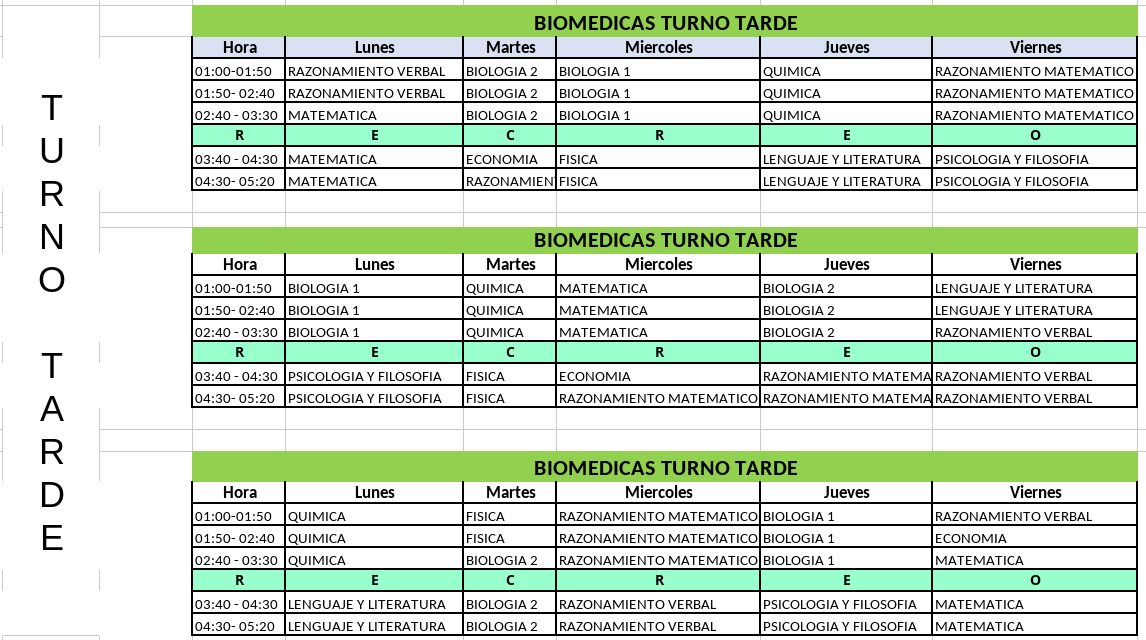 TURNO TARDE
BIOMEDICAS TURNO TARDE
Hora Lunes Martes Miercoles Jueves Viernes
01:00-01:50 RAZONAMIENTO VERBAL BIOLOGIA 2 BIOLOGIA 1 QUIMICA RAZONAMIENTO MATEMATICO
01:50- 02:40 RAZONAMIENTO VERBAL BIOLOGIA 2 BIOLOGIA 1 QUIMICA RAZONAMIENTO MATEMATICO
02:40 - 03:30 MATEMATICA BIOLOGIA 2 BIOLOGIA 1 QUIMICA RAZONAMIENTO MATEMATICO
R E C R E O
03:40 - 04:30 MATEMATICA ECONOMIA FISICA LENGUAJE Y LITERATURA PSICOLOGIA Y FILOSOFIA
04:30- 05:20 MATEMATICA RAZONAMIEN FISICA LENGUAJE Y LITERATURA PSICOLOGIA Y FILOSOFIA
BIOMEDICAS TURNO TARDE
Hora Lunes Martes Miercoles Jueves Viernes
01:00-01:50 BIOLOGIA 1 QUIMICA MATEMATICA BIOLOGIA 2 LENGUAJE Y LITERATURA
01:50- 02:40 BIOLOGIA 1 QUIMICA MATEMATICA BIOLOGIA 2 LENGUAJE Y LITERATURA
02:40 - 03:30 BIOLOGIA 1 QUIMICA MATEMATICA BIOLOGIA 2 RAZONAMIENTO VERBAL
R E C R E O
03:40 - 04:30 PSICOLOGIA Y FILOSOFIA FISICA ECONOMIA RAZONAMIENTO MATEMA RAZONAMIENTO VERBAL
04:30- 05:20 PSICOLOGIA Y FILOSOFIA FISICA RAZONAMIENTO MATEMATICO RAZONAMIENTO MATEMA RAZONAMIENTO VERBAL
BIOMEDICAS TURNO TARDE
Hora Lunes Martes Miercoles Jueves Viernes
01:00-01:50 QUIMICA FISICA RAZONAMIENTO MATEMATICO BIOLOGIA 1 RAZONAMIENTO VERBAL
01:50- 02:40 QUIMICA FISICA RAZONAMIENTO MATEMATICO BIOLOGIA 1 ECONOMIA
02:40 - 03:30 QUIMICA BIOLOGIA 2 RAZONAMIENTO MATEMATICO BIOLOGIA 1 MATEMATICA
R E C R E O
03:40 - 04:30 LENGUAJE Y LITERATURA BIOLOGIA 2 RAZONAMIENTO VERBAL PSICOLOGIA Y FILOSOFIA MATEMATICA
04:30- 05:20 LENGUAJE Y LITERATURA BIOLOGIA 2 RAZONAMIENTO VERBAL PSICOLOGIA Y FILOSOFIA MATEMATICA